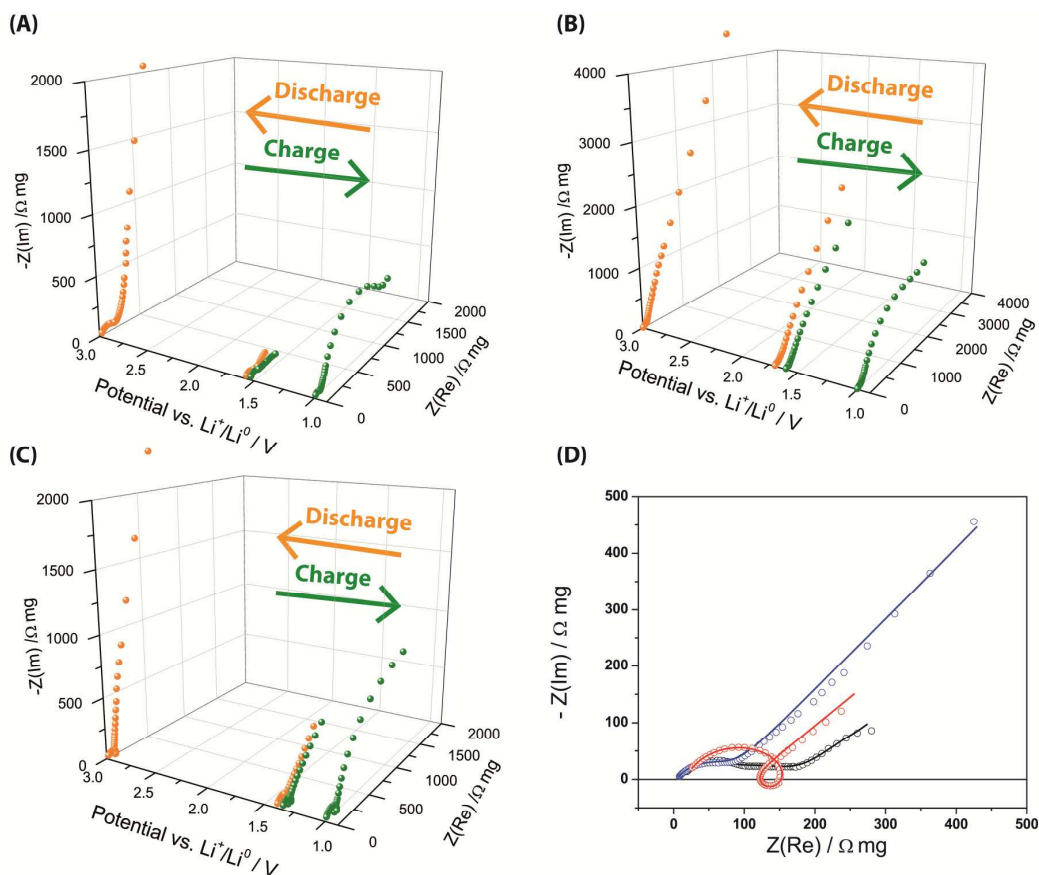 (A)
2000
1500
1000
500
0
-Z(Im) /Ω mg
Discharge
Charge
3.0
2.5
2.0
1.5
1.0
Potential vs. Li⁺/Li⁰ / V
0
500
1000
1500
2000
Z(Re) /Ω mg
(B)
4000
3000
2000
1000
0
-Z(Im) /Ω mg
Discharge
Charge
3.0
2.5
2.0
1.5
1.0
Potential vs. Li⁺/Li⁰ / V
0
1000
2000
3000
4000
Z(Re) /Ω mg
(C)
2000
1500
1000
500
0
-Z(Im) /Ω mg
Discharge
Charge
3.0
2.5
2.0
1.5
1.0
Potential vs. Li⁺/Li⁰ / V
0
500
1000
1500
2000
Z(Re) /Ω mg
(D)
500
400
300
200
100
0
- Z(Im) / Ω mg
0 100 200 300 400 500
Z(Re) / Ω mg